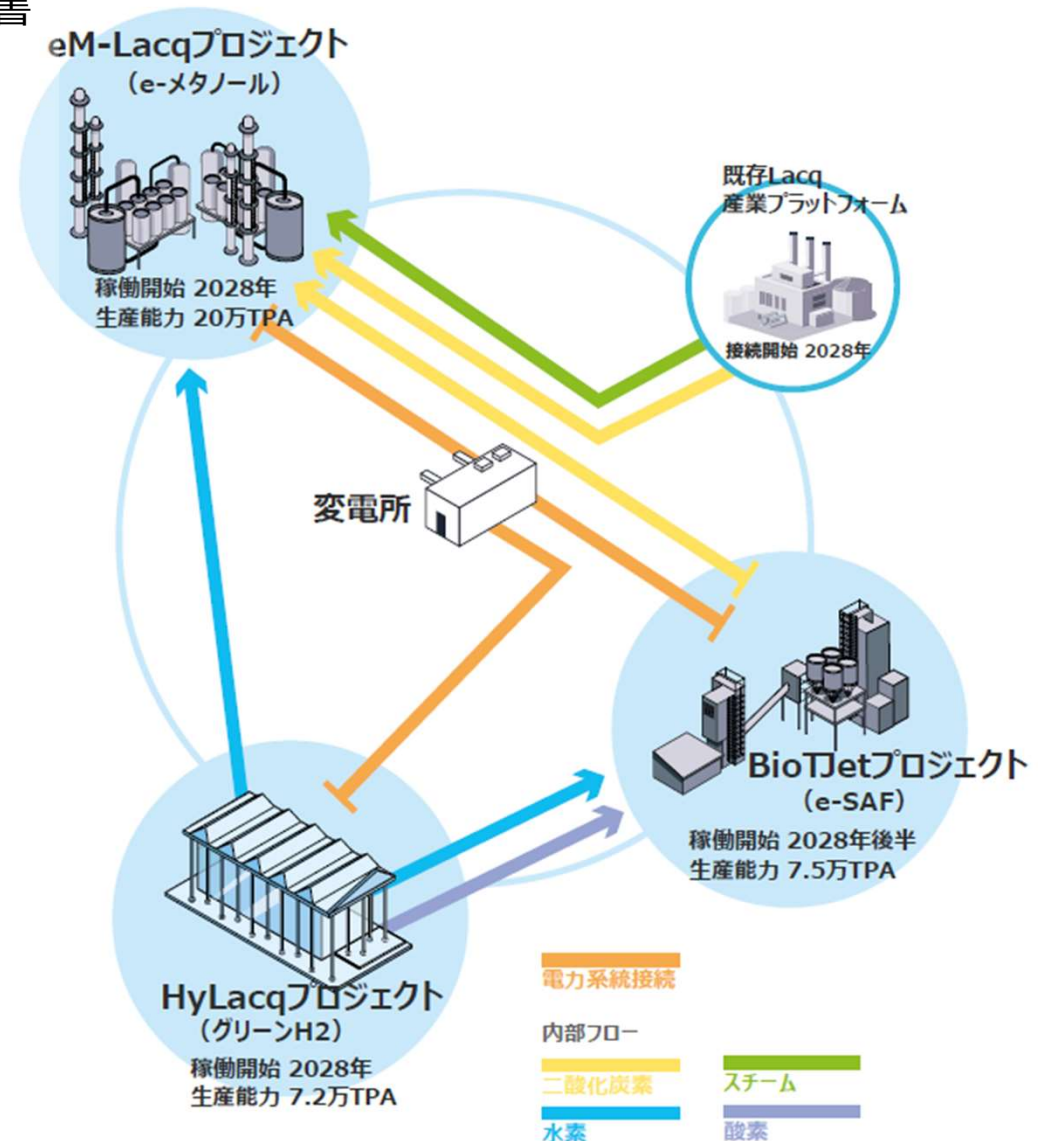 書
eM-Lacqプロジェクト
（e-メタノール）
稼働開始 2028年
生産能力 20万TPA
既存Lacq
産業プラットフォーム
接続開始 2028年
変電所
BioTJetプロジェクト
（e-SAF）
稼働開始 2028年後半
生産能力 7.5万TPA
HyLacqプロジェクト
（グリーンH2）
稼働開始 2028年
生産能力 7.2万TPA
電力系統接続
内部フロー
二酸化炭素
スチーム
水素
酸素